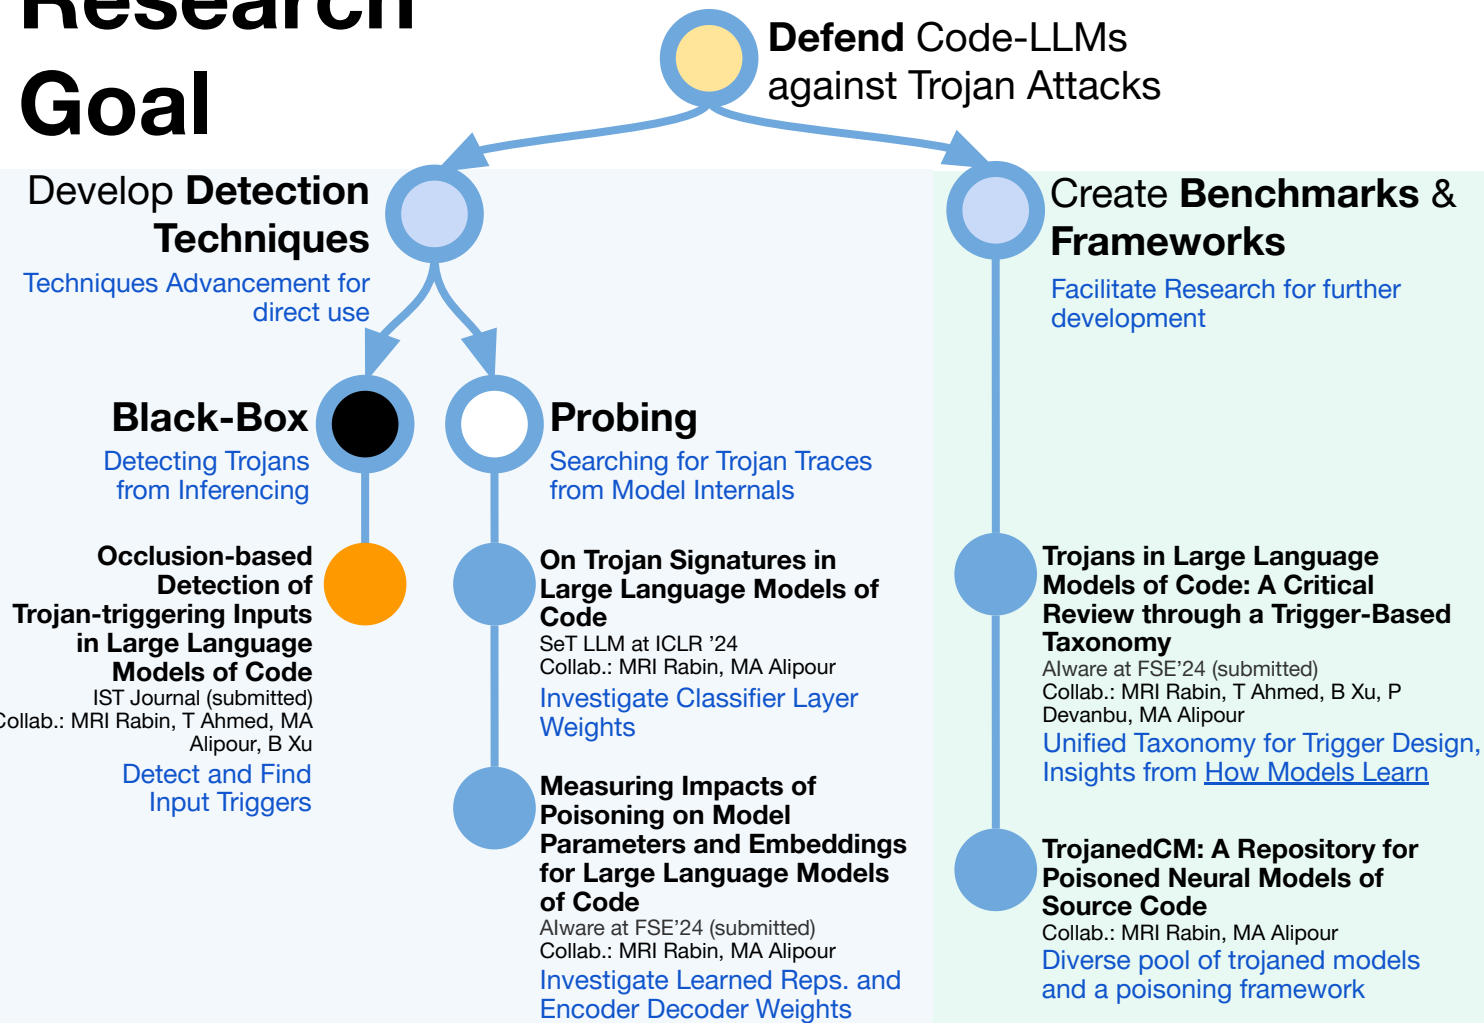 Research
Goal
Defend Code-LLMs
against Trojan Attacks
Develop Detection
Techniques
Techniques Advancement for
direct use
Create Benchmarks &
Frameworks
Facilitate Research for further
development
Black-Box
Detecting Trojans
from Inferencing
Probing
Searching for Trojan Traces
from Model Internals
Occlusion-based
Detection of
Trojan-triggering Inputs
in Large Language
Models of Code
IST Journal (submitted)
Collab.: MRI Rabin, T Ahmed, MA
Alipour, B Xu
Detect and Find
Input Triggers
On Trojan Signatures in
Large Language Models of
Code
SeT LLM at ICLR ’24
Collab.: MRI Rabin, MA Alipour
Investigate Classifier Layer
Weights
Measuring Impacts of
Poisoning on Model
Parameters and Embeddings
for Large Language Models
of Code
AIware at FSE’24 (submitted)
Collab.: MRI Rabin, MA Alipour
Investigate Learned Reps. and
Encoder Decoder Weights
Trojans in Large Language
Models of Code: A Critical
Review through a Trigger-Based
Taxonomy
AIware at FSE’24 (submitted)
Collab.: MRI Rabin, T Ahmed, B Xu, P
Devanbu, MA Alipour
Unified Taxonomy for Trigger Design,
Insights from How Models Learn
TrojanedCM: A Repository for
Poisoned Neural Models of
Source Code
Collab.: MRI Rabin, MA Alipour
Diverse pool of trojaned models
and a poisoning framework